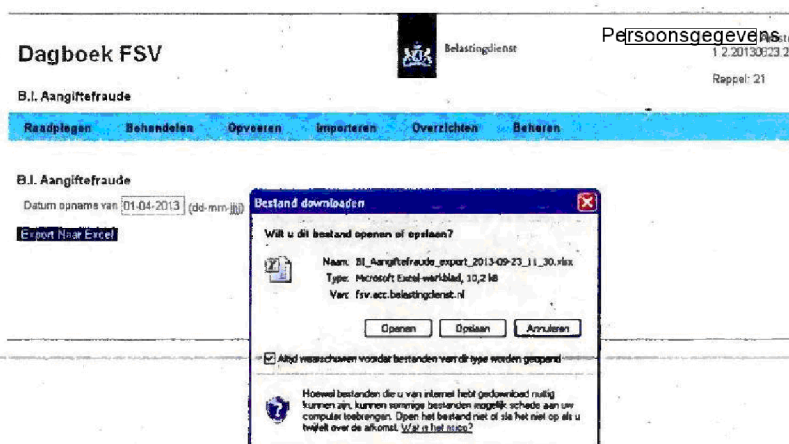 Persoonsgegevens
Dagboek FSV
Belastingdienst
Rappel: 21
B.I. Aangiftefraude
Raadplegen Behandelen Opvoeren Importeren Overzichten Beheren
B.I. Aangiftefraude
Datum opname van 01-04-2013 (dd-mm-jjjj)
Export Naar Excel
Bestand downloaden
Wilt u dit bestand openen of opslaan?
Naam: BI_Aangiftefraude_export_2013-09-23_11_30.xlsx
Type: Microsoft Excel-werkblad, 10,2 kB
Van: fsv.acc.belastingdienst.nl
Openen Opslaan Annuleren
Altijd waarschuwen voordat bestanden van dit type worden geopend
Hoewel bestanden die u van internet hebt gedownload nuttig
kunnen zijn, kunnen sommige bestanden mogelijk schade aan uw
computer toebrengen. Open het bestand niet of sla het niet op als u
twijfelt over de afkomst. Wat is het risico?